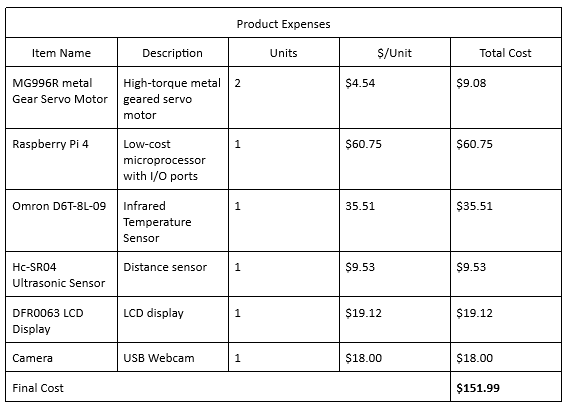 Product Expenses
Item Name Description Units $/Unit Total Cost
MG996R metal High-torque metal 2 $4.54 $9.08
Gear Servo Motor geared servo
motor
Raspberry Pi 4 Low-cost 1 $60.75 $60.75
microprocessor
with I/O ports
Omron D6T-8L-09 Infrared 1 35.51 $35.51
Temperature
Sensor
Hc-SR04 Distance sensor 1 $9.53 $9.53
Ultrasonic Sensor
DFR0063 LCD LCD display 1 $19.12 $19.12
Display
Camera USB Webcam 1 $18.00 $18.00
Final Cost $151.99